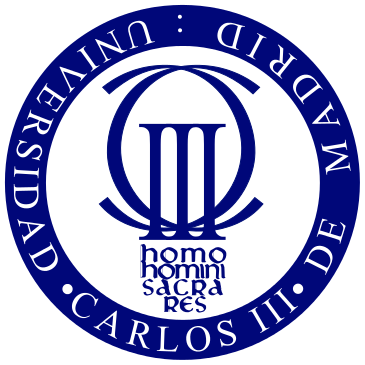 UNIVERSIDAD · CARLOS III · DE MADRID :
III
homo
homini
SACRA
RES